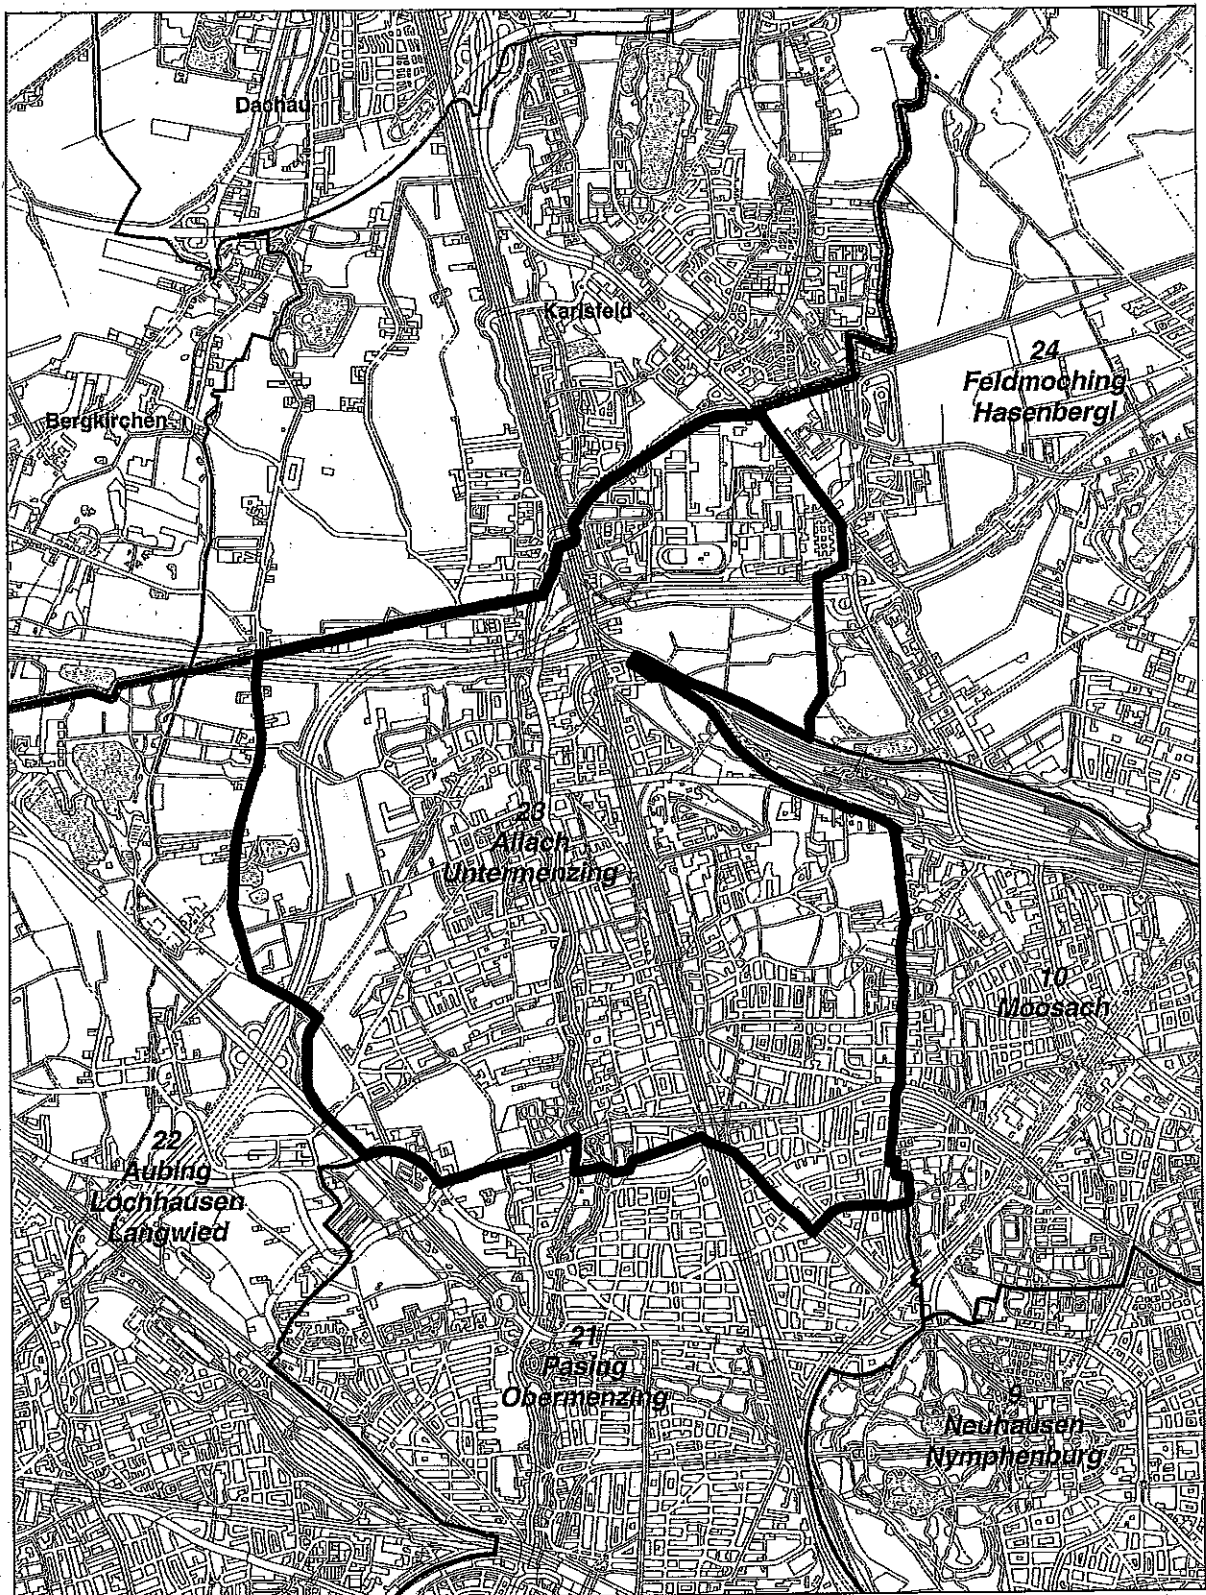 Dachau
Karlsfeld
Bergkirchen
24
Feldmoching
Hasenbergl
23
Allach
Untermenzing
10
Moosach
22
Aubing
Lochhausen
Langwied
21
Pasing
Obermenzing
9
Neuhausen
Nymphenburg